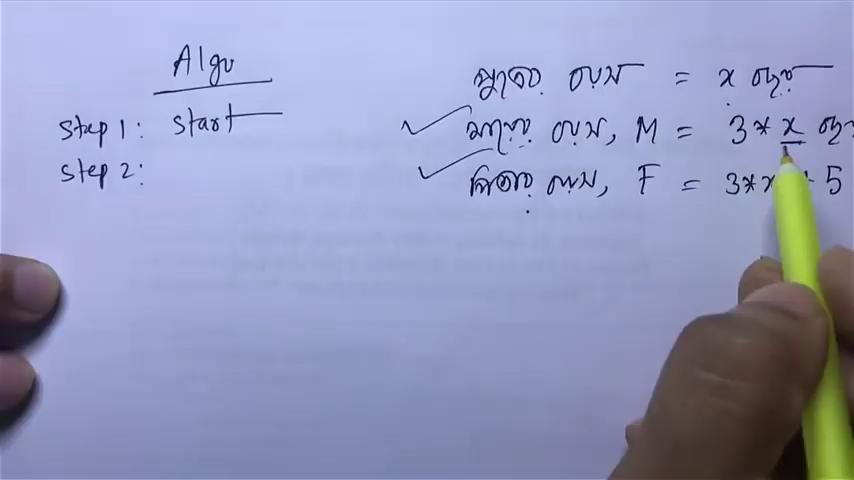 Algo
Step 1: Start
Step 2:
পুত্রের বয়স = x বছর
মায়ের বয়স, M = 3*x
পিতার বয়স, F = 3*x + 5